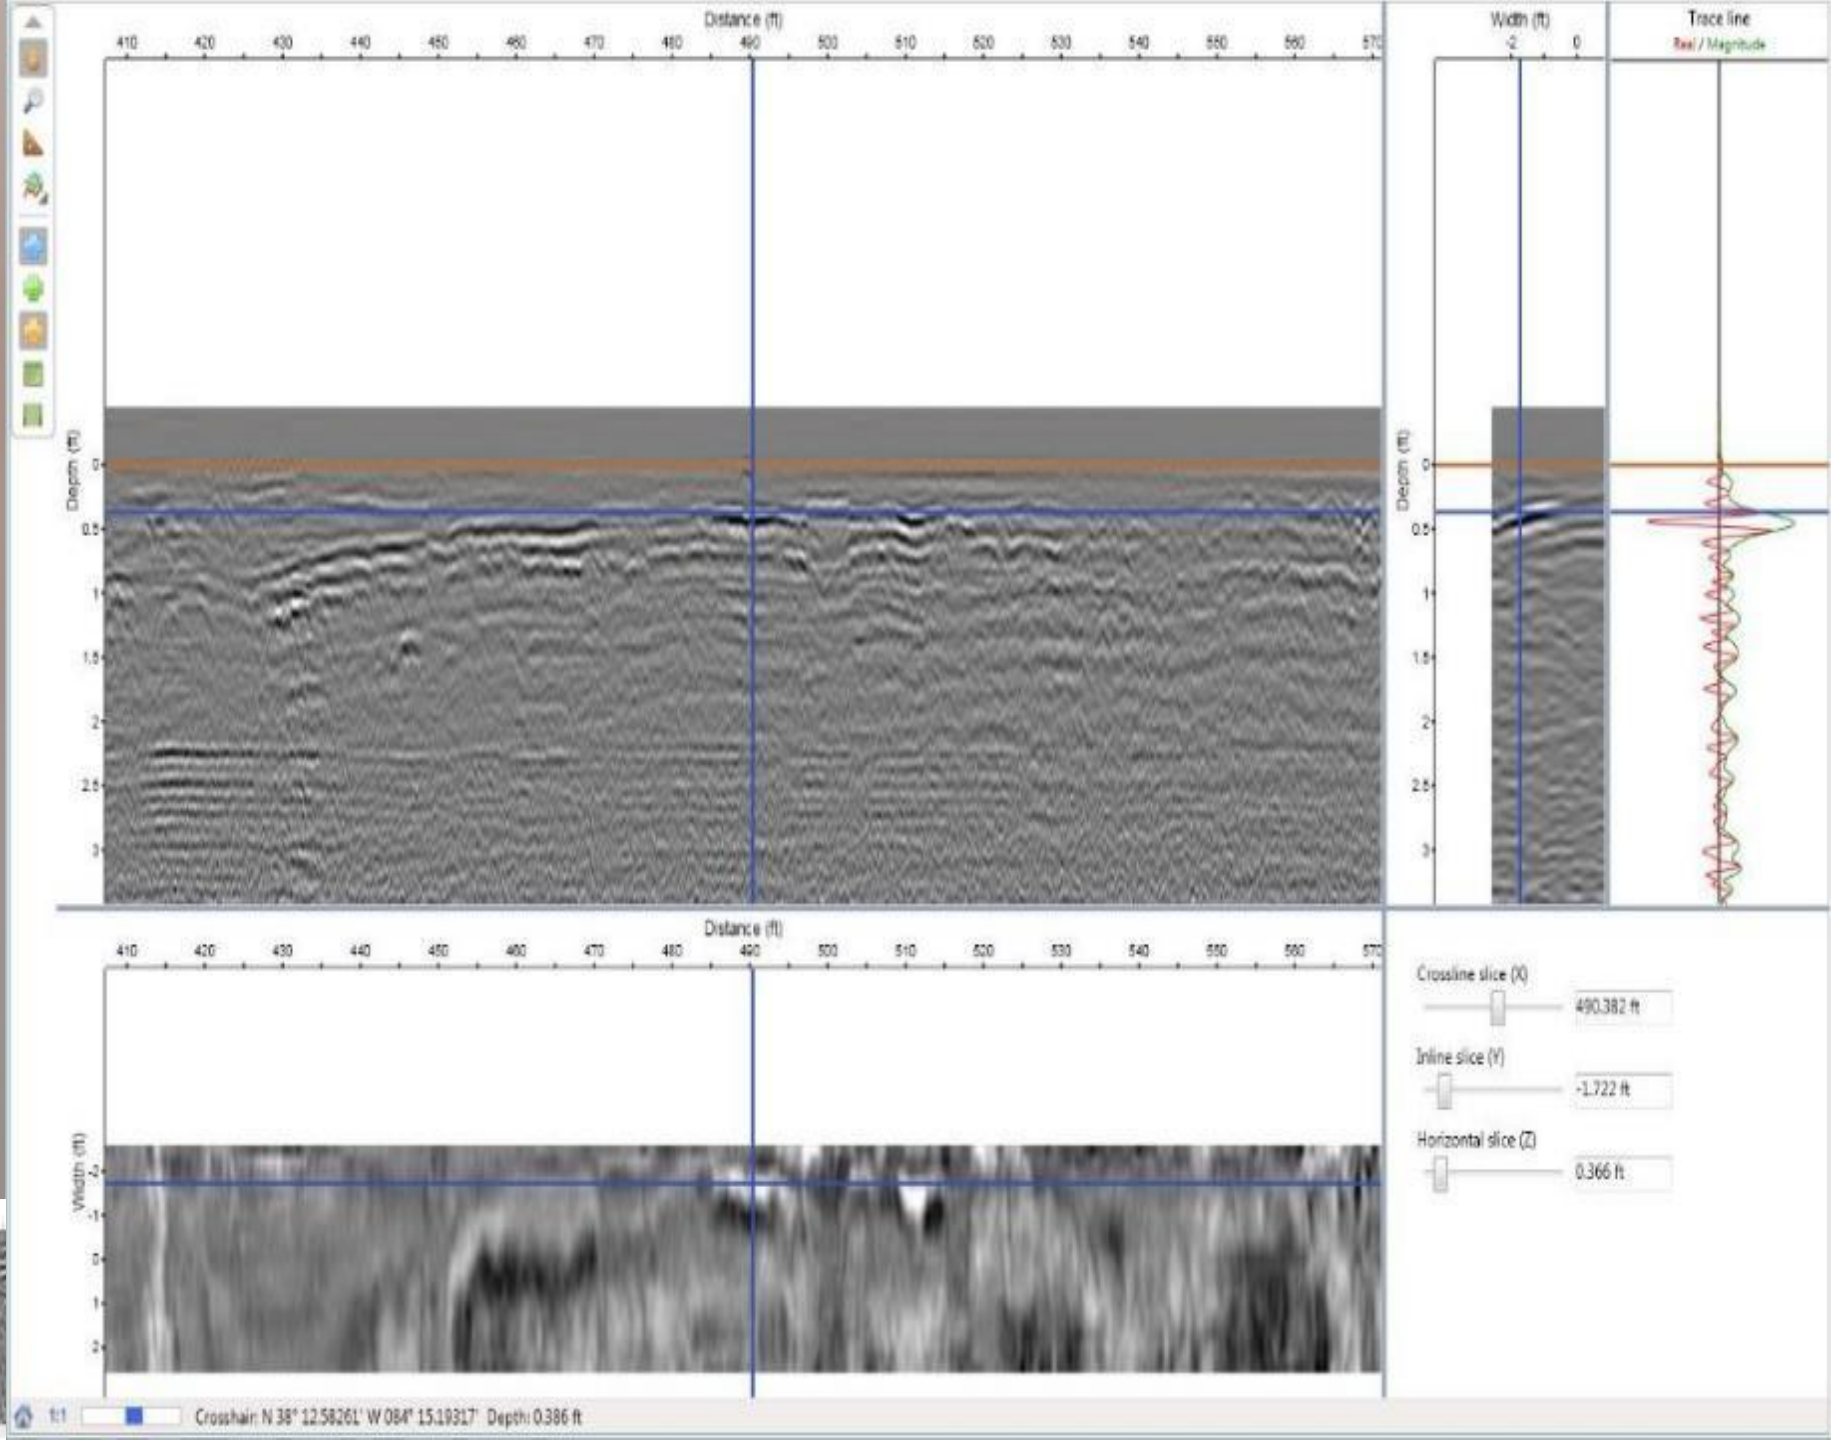 Distance (ft)
410 420 430 440 450 460 470 480 490 500 510 520 530 540 550 560 570
Depth (ft)
0
0.5
1
1.5
2
2.5
3
Width (ft)
-2 0
Depth (ft)
0
0.5
1
1.5
2
2.5
3
Trace line
Real / Magnitude
Distance (ft)
410 420 430 440 450 460 470 480 490 500 510 520 530 540 550 560 570
Width (ft)
-2
-1
0
1
2
Crossline slice (X)
490.382 ft
Inline slice (Y)
-1.722 ft
Horizontal slice (Z)
0.366 ft
1:1 Crosshair: N 38° 12.58261' W 084° 15.19317' Depth: 0.386 ft